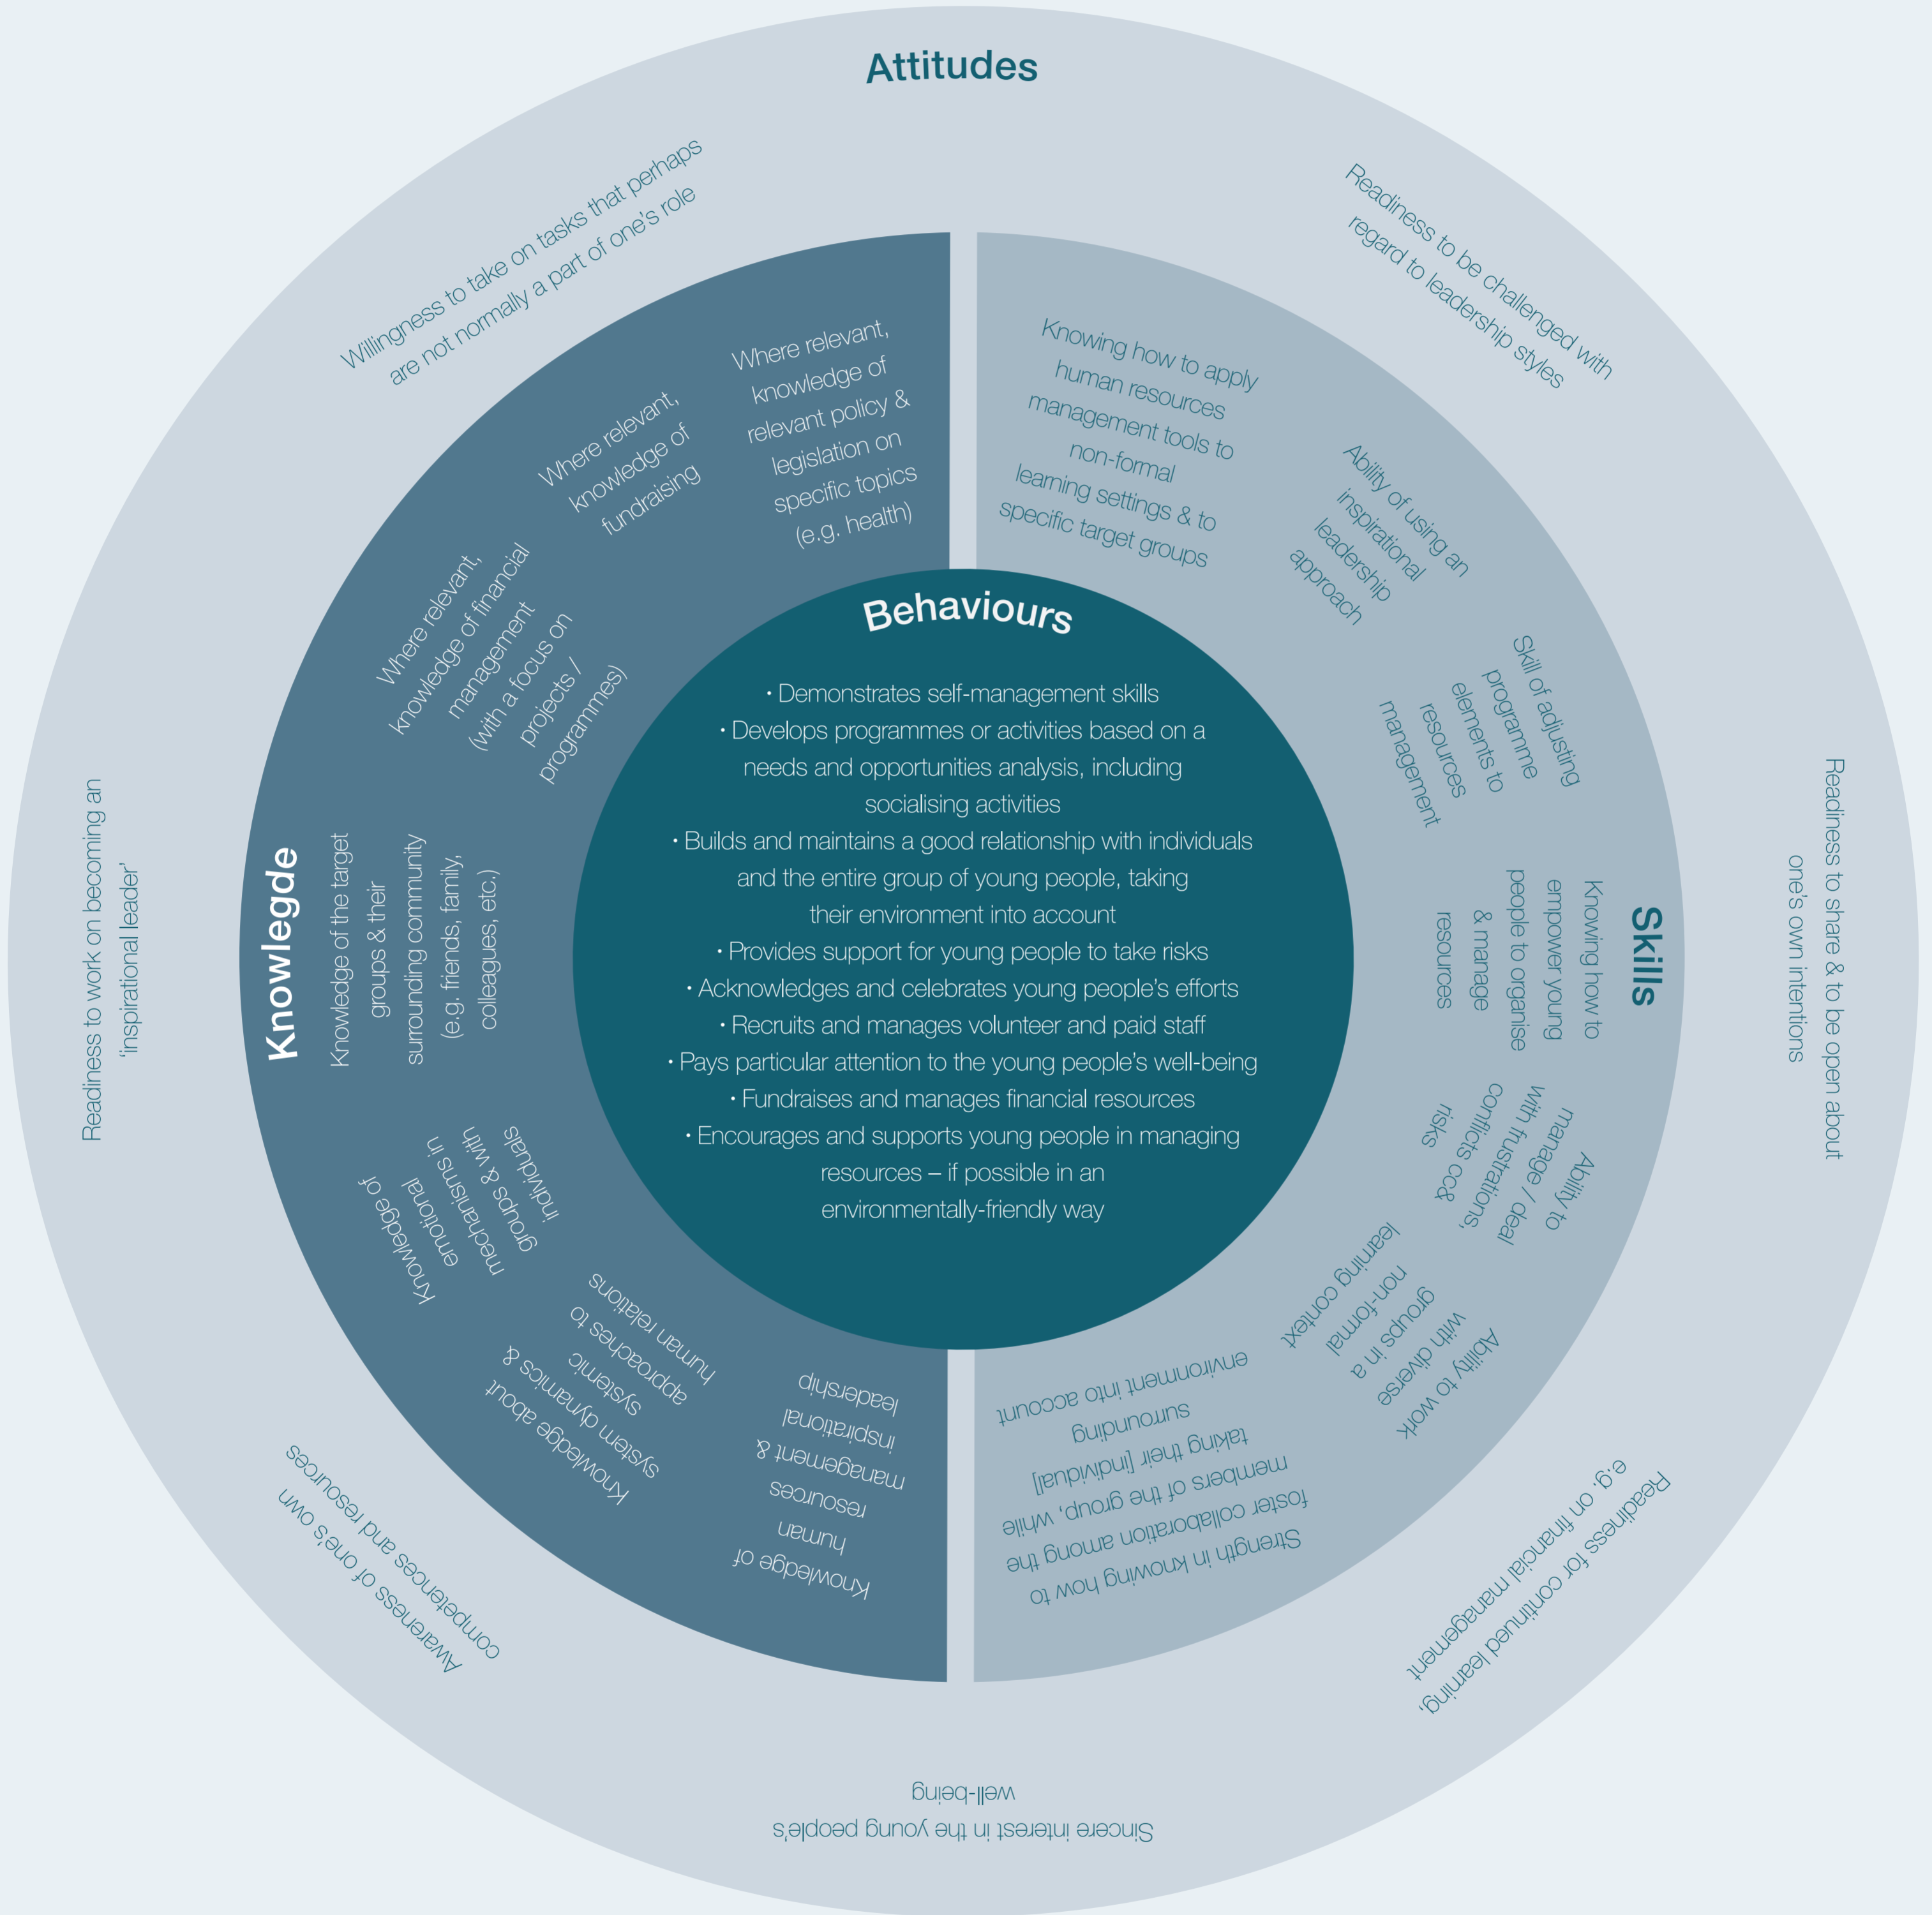 Attitudes
Willingness to take on tasks that perhaps
are not normally a part of one's role
Readiness to be challenged with
regard to leadership styles
Readiness to share & to be open about
one's own intentions
Readiness for continued learning,
e.g. on financial management
Sincere interest in the young people's
well-being
Awareness of one's own
competences and resources
Readiness to work on becoming an
'inspirational leader'
Knowlegde
Where relevant,
knowledge of
relevant policy &
legislation on
specific topics
(e.g. health)
Where relevant,
knowledge of
fundraising
Where relevant,
knowledge of financial
management
(with a focus on
projects /
programmes)
Knowledge of the target
groups & their
surrounding community
(e.g. friends, family,
colleagues, etc.)
Knowledge of
emotional
mechanisms in
groups & with
individuals
Knowledge about
system dynamics &
systemic
approaches to
human relations
Knowledge of
human
resources
management &
inspirational
leadership
Skills
Knowing how to apply
human resources
management tools to
non-formal
learning settings & to
specific target groups
Ability of using an
inspirational
leadership
approach
Skill of adjusting
programme
elements to
resources
management
Knowing how to
empower young
people to organise
& manage
resources
Ability to
manage / deal
with frustrations,
conflicts cc&
risks
Ability to work
with diverse
groups in a
non-formal
learning context
Strength in knowing how to
foster collaboration among the
members of the group, while
taking their [individual]
surrounding
environment into account
Behaviours
• Demonstrates self-management skills
• Develops programmes or activities based on a
needs and opportunities analysis, including
socialising activities
• Builds and maintains a good relationship with individuals
and the entire group of young people, taking
their environment into account
• Provides support for young people to take risks
• Acknowledges and celebrates young people's efforts
• Recruits and manages volunteer and paid staff
• Pays particular attention to the young people's well-being
• Fundraises and manages financial resources
• Encourages and supports young people in managing
resources – if possible in an
environmentally-friendly way